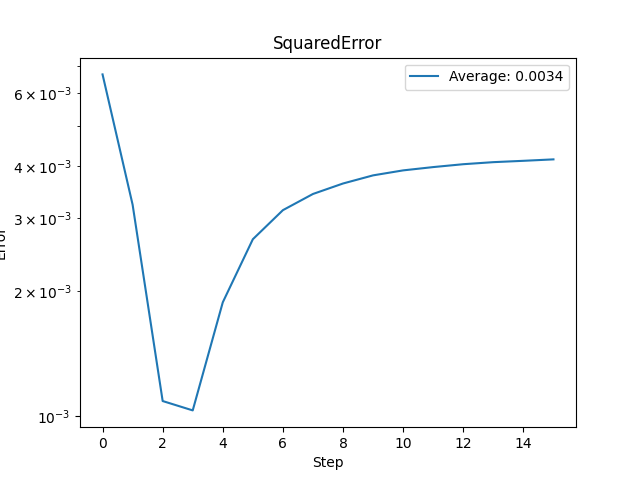 SquaredError
Average: 0.0034
6 × 10⁻³
4 × 10⁻³
3 × 10⁻³
2 × 10⁻³
10⁻³
Error
0 2 4 6 8 10 12 14
Step